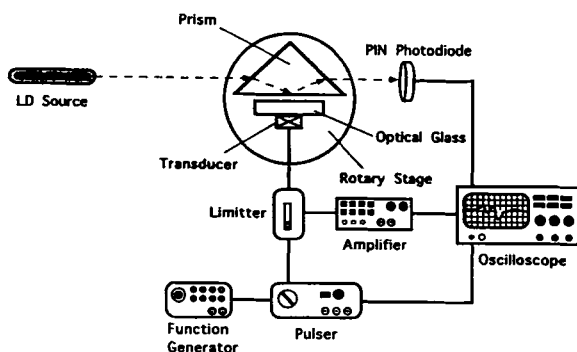 Prism
PIN Photodiode
LD Source
Optical Glass
Transducer
Rotary Stage
Limitter
Amplifier
Oscilloscope
Function
Generator
Pulser